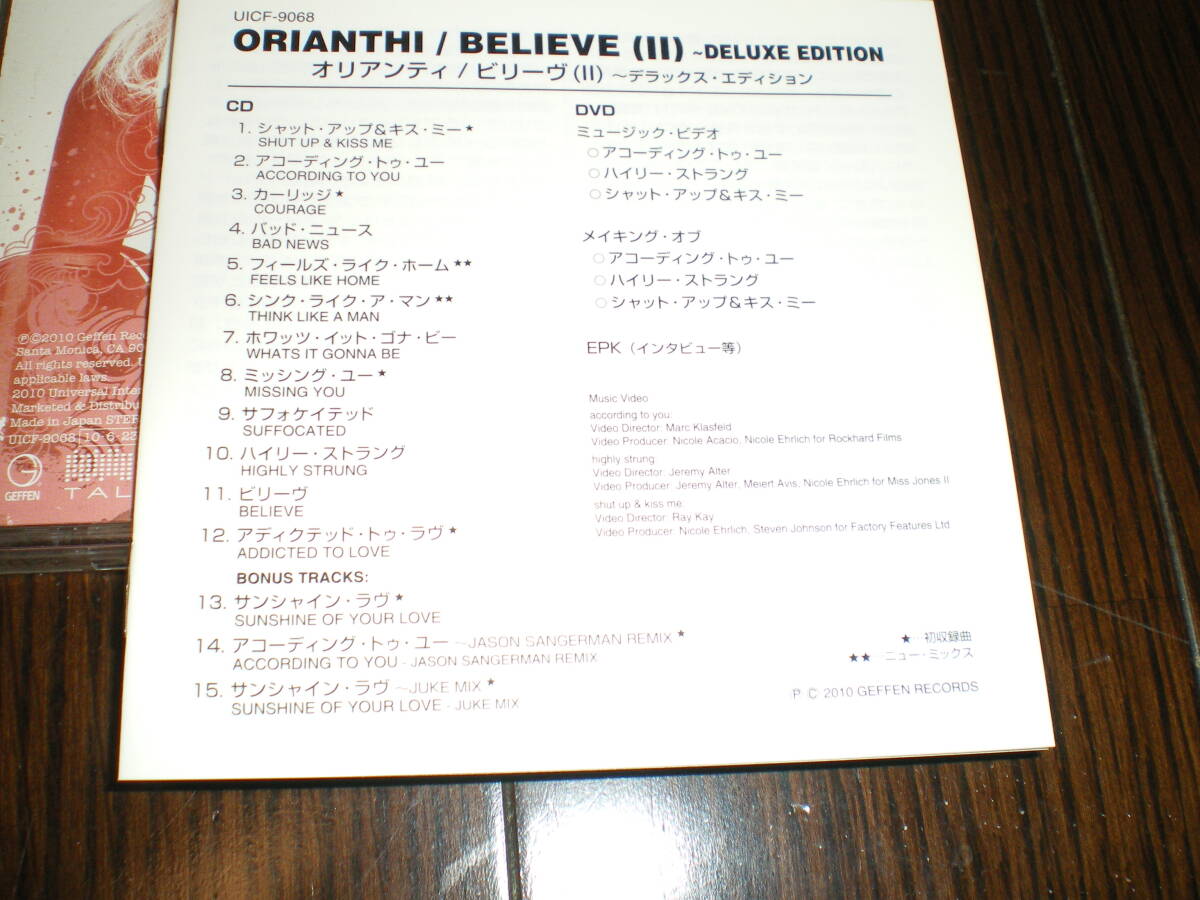 UICF-9068
ORIANTHI / BELIEVE (II) ~DELUXE EDITION
オリアンティ / ビリーヴ (II) ~デラックス・エディション
CD
1. シャット・アップ&キス・ミー★
SHUT UP & KISS ME
2. アコーディング・トゥ・ユー
ACCORDING TO YOU
3. カーリッジ★
COURAGE
4. バッド・ニュース
BAD NEWS
5. フィールズ・ライク・ホーム★★
FEELS LIKE HOME
6. シンク・ライク・ア・マン★★
THINK LIKE A MAN
7. ホワッツ・イット・ゴナ・ビー
WHATS IT GONNA BE
8. ミッシング・ユー★
MISSING YOU
9. サフォケイテッド
SUFFOCATED
10. ハイリー・ストラング
HIGHLY STRUNG
11. ビリーヴ
BELIEVE
12. アディクテッド・トゥ・ラヴ★
ADDICTED TO LOVE
BONUS TRACKS:
13. サンシャイン・ラヴ★
SUNSHINE OF YOUR LOVE
14. アコーディング・トゥ・ユー ~JASON SANGERMAN REMIX★
ACCORDING TO YOU - JASON SANGERMAN REMIX
15. サンシャイン・ラヴ ~JUKE MIX★
SUNSHINE OF YOUR LOVE - JUKE MIX
DVD
ミュージック・ビデオ
○アコーディング・トゥ・ユー
○ハイリー・ストラング
○シャット・アップ&キス・ミー
メイキング・オブ
○アコーディング・トゥ・ユー
○ハイリー・ストラング
○シャット・アップ&キス・ミー
EPK (インタビュー等)
Music Video
according to you:
Video Director: Marc Klasfeid
Video Producer: Nicole Acacio, Nicole Ehrlich for Rockhard Films
highly strung:
Video Director: Jeremy Alter
Video Producer: Jeremy Alter, Meiert Avis, Nicole Ehrlich for Miss Jones II
shut up & kiss me
Video Director: Ray Kay
Video Producer: Nicole Ehrlich, Steven Johnson for Factory Features Ltd
★…初収録曲
★★…ニュー・ミックス
Ⓟ © 2010 GEFFEN RECORDS
Ⓟ©2010 Geffen Rec
Santa Monica, CA 90
All rights reserved.
applicable laws.
2010 Universal Inter
Marketed & Distribu
Made in Japan STER
UICF-9068|10·6·23
GEFFEN
TAL